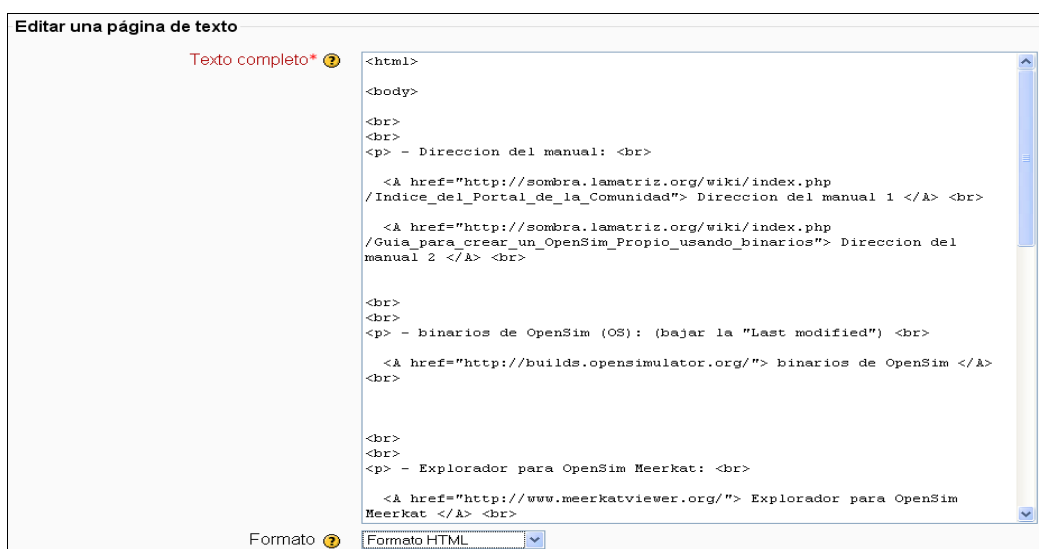 Editar una página de texto
Texto completo* ?
<html>
<body>
<br>
<br>
<p> - Direccion del manual: <br>
<A href="http://sombra.lamatriz.org/wiki/index.php
/Indice_del_Portal_de_la_Comunidad"> Direccion del manual 1 </A> <br>
<A href="http://sombra.lamatriz.org/wiki/index.php
/Guia_para_crear_un_OpenSim_Propio_usando_binarios"> Direccion del
manual 2 </A> <br>
<br>
<br>
<p> - binarios de OpenSim (OS): (bajar la "Last modified") <br>
<A href="http://builds.opensimulator.org/"> binarios de OpenSim </A>
<br>
<br>
<br>
<p> - Explorador para OpenSim Meerkat: <br>
<A href="http://www.meerkatviewer.org/"> Explorador para OpenSim
Meerkat </A> <br>
Formato ? Formato HTML